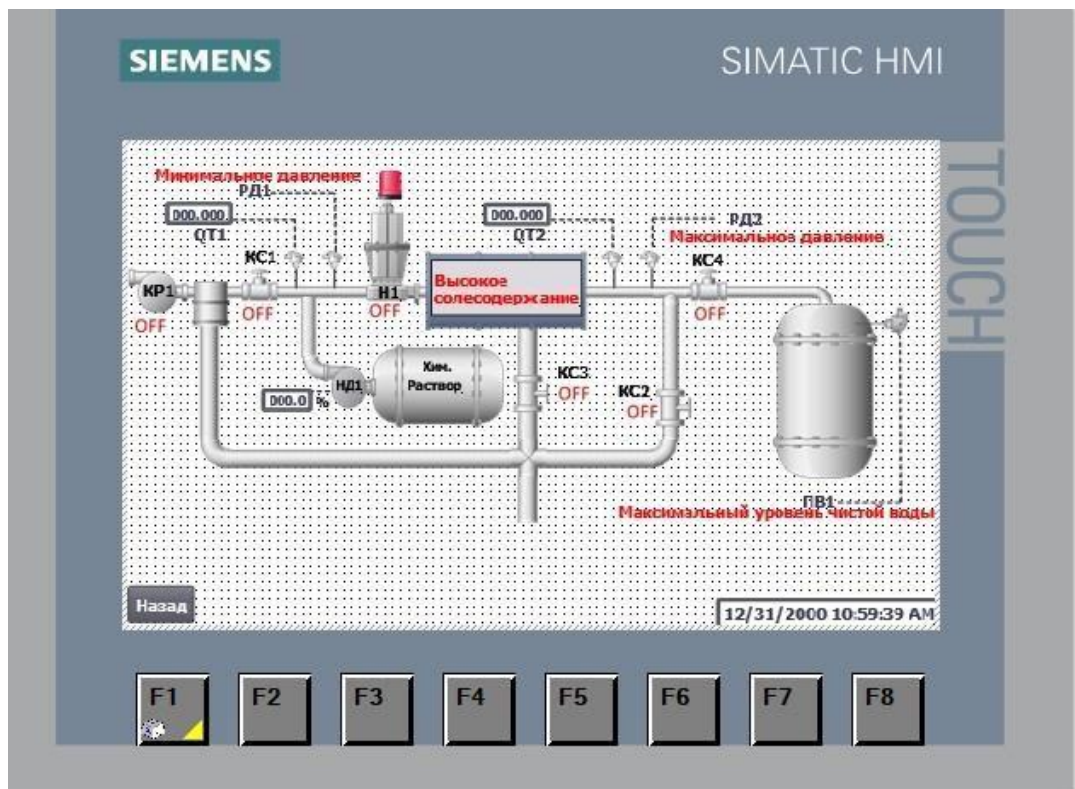 SIEMENS
SIMATIC HMI
TOUCH
Минимальное давление
РД1
000.000
QT1
000.000
QT2
РД2
Максимальное давление
КС1
КС4
КР1
OFF
OFF
Н1
OFF
Высокое
солесодержание
OFF
Хим.
Раствор
НД1
000.0 %
КС3
OFF
КС2
OFF
ПВ1
Максимальный уровень чистой воды
Назад
12/31/2000 10:59:39 AM
F1
F2
F3
F4
F5
F6
F7
F8